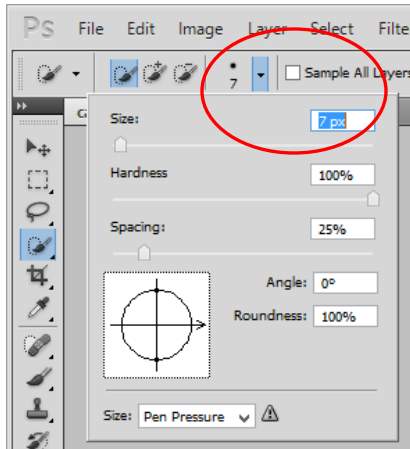 Ps File Edit Image Layer Select Filte
7 Sample All Layers
G
Size: 7 px
Hardness 100%
Spacing: 25%
Angle: 0º
Roundness: 100%
Size: Pen Pressure